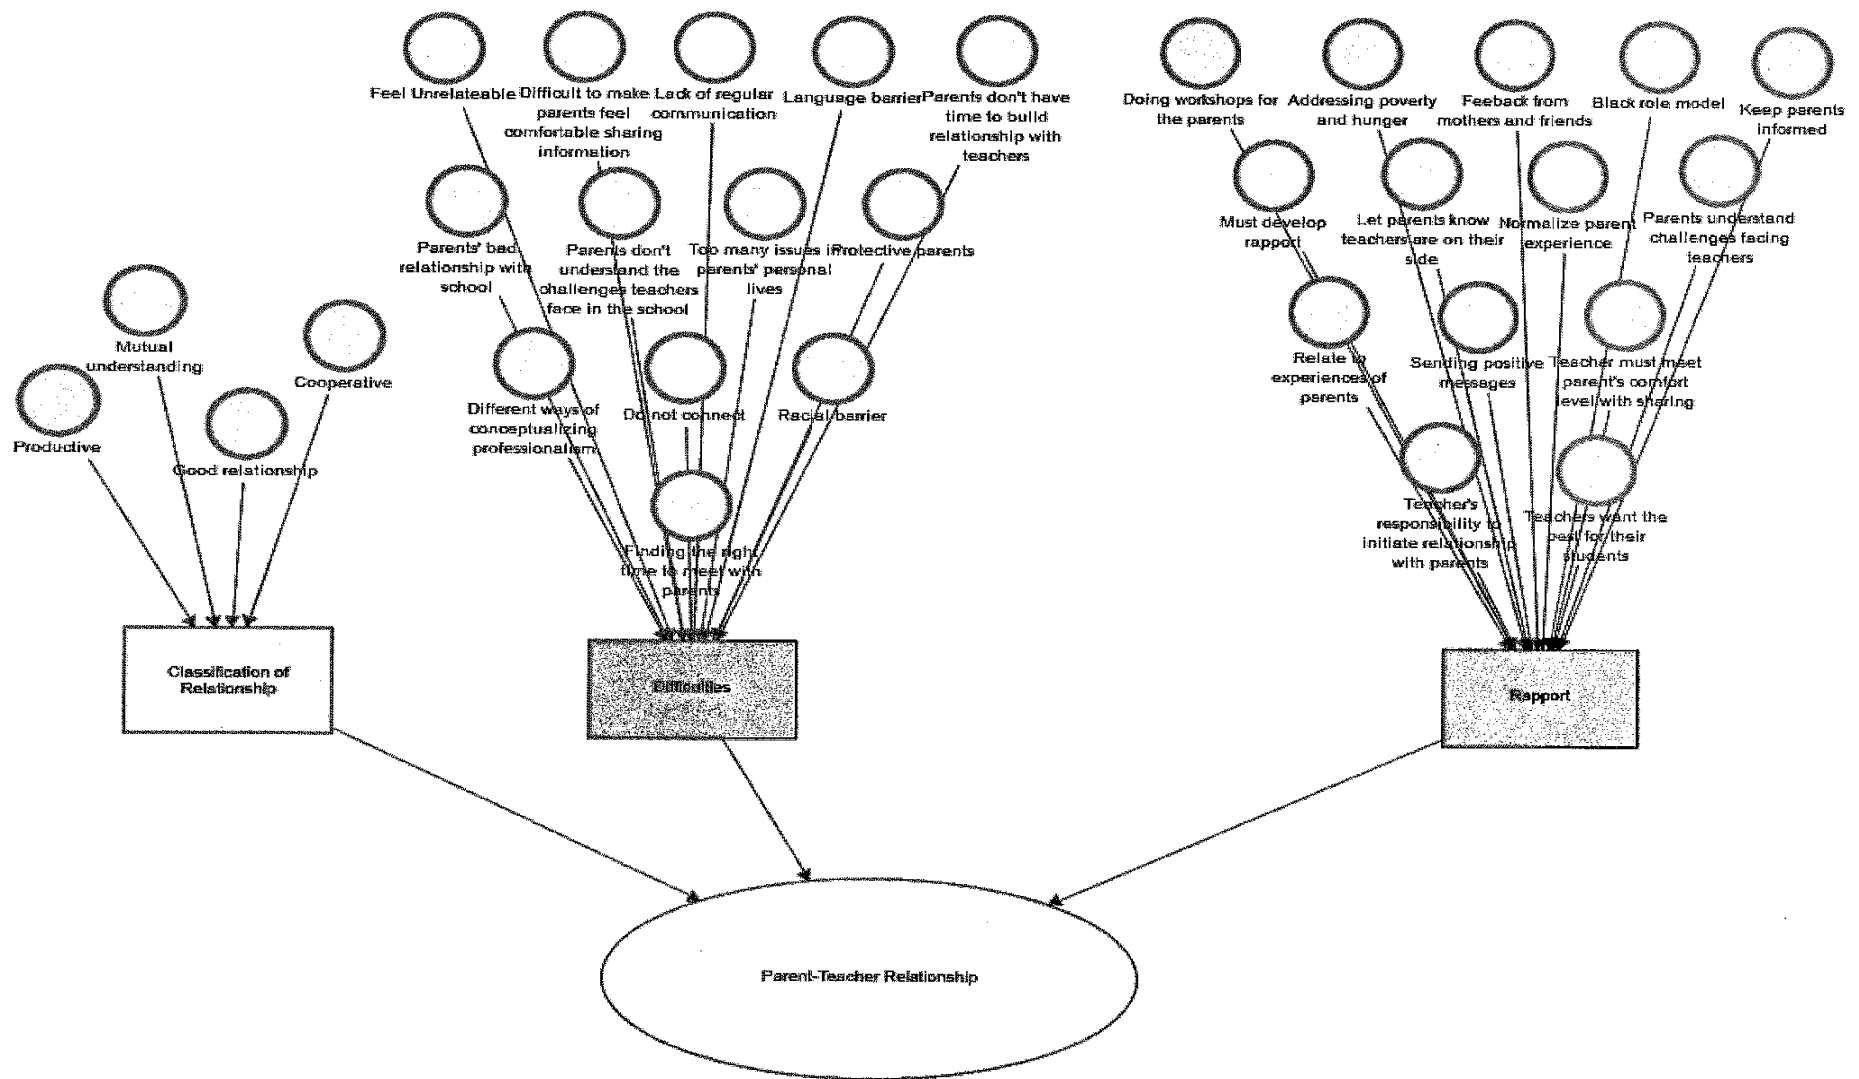 Feel Unrelateable
Difficult to make
parents feel
comfortable sharing
information
Lack of regular
communication
Language barrier
Parents don't have
time to build
relationship with
teachers
Doing workshops for
the parents
Addressing poverty
and hunger
Feeback from
mothers and friends
Black role model
Keep parents
informed
Parents' bad
relationship with
school
Parents don't
understand the
challenges teachers
face in the school
Too many issues in
parents' personal
lives
Protective parents
Must develop
rapport
Let parents know
teachers are on their
side
Normalize parent
experience
Parents understand
challenges facing
teachers
Productive
Mutual
understanding
Good relationship
Cooperative
Different ways of
conceptualizing
professionalism
Do not connect
Racial barrier
Relate to
experiences of
parents
Sending positive
messages
Teacher must meet
parent's comfort
level with sharing
Finding the right
time to meet with
parents
Teacher's
responsibility to
initiate relationship
with parents
Teachers want the
best for their
students
Classification of
Relationship
Difficulties
Rapport
Parent-Teacher Relationship